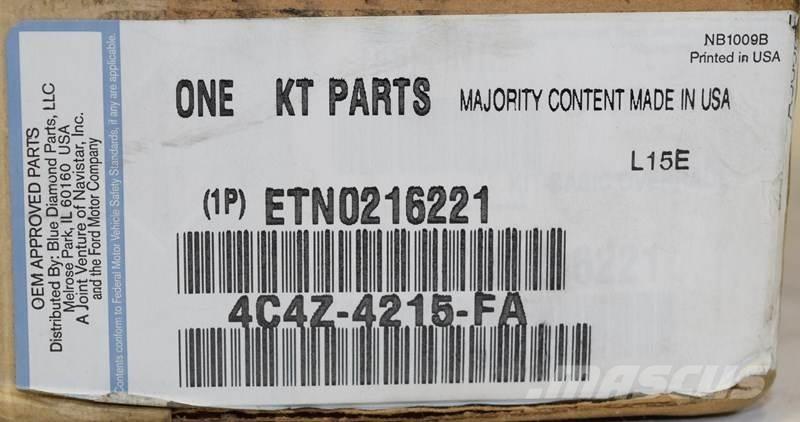 OEM APPROVED PARTS
Distributed By: Blue Diamond Parts, LLC
Melrose Park, IL 60160 USA
A Joint Venture of Navistar, Inc.
and the Ford Motor Company
Contents conform to Federal Motor Vehicle Safety Standards, if any are applicable.
NB1009B
Printed in USA
ONE KT PARTS MAJORITY CONTENT MADE IN USA
L15E
(1P) ETN0216221
4C4Z-4215-FA
MASCUS